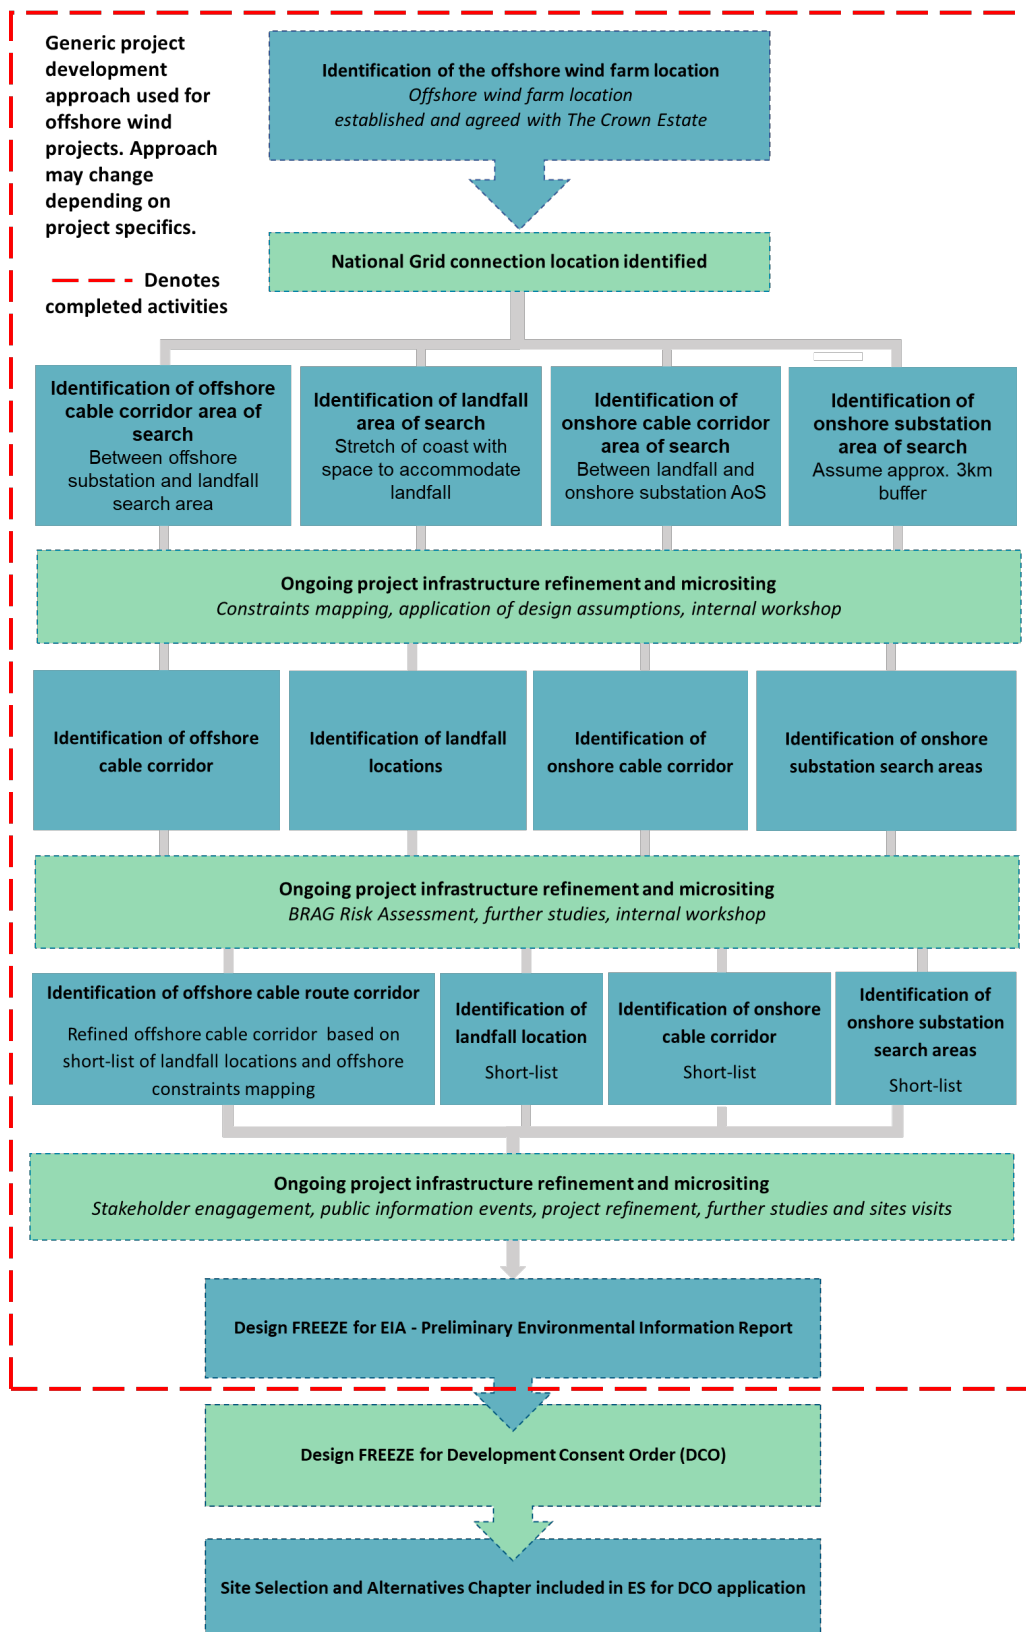 Generic project
development
approach used for
offshore wind
projects. Approach
may change
depending on
project specifics.
Denotes
completed activities
Identification of the offshore wind farm location
Offshore wind farm location
established and agreed with The Crown Estate
National Grid connection location identified
Identification of offshore
cable corridor area of
search
Between offshore
substation and landfall
search area
Identification of landfall
area of search
Stretch of coast with
space to accommodate
landfall
Identification of
onshore cable corridor
area of search
Between landfall and
onshore substation AoS
Identification of
onshore substation
area of search
Assume approx. 3km
buffer
Ongoing project infrastructure refinement and micrositing
Constraints mapping, application of design assumptions, internal workshop
Identification of offshore
cable corridor
Identification of landfall
locations
Identification of
onshore cable corridor
Identification of onshore
substation search areas
Ongoing project infrastructure refinement and micrositing
BRAG Risk Assessment, further studies, internal workshop
Identification of offshore cable route corridor
Refined offshore cable corridor based on
short-list of landfall locations and offshore
constraints mapping
Identification of
landfall location
Short-list
Identification of onshore
cable corridor
Short-list
Identification of
onshore substation
search areas
Short-list
Ongoing project infrastructure refinement and micrositing
Stakeholder enagagement, public information events, project refinement, further studies and sites visits
Design FREEZE for EIA - Preliminary Environmental Information Report
Design FREEZE for Development Consent Order (DCO)
Site Selection and Alternatives Chapter included in ES for DCO application